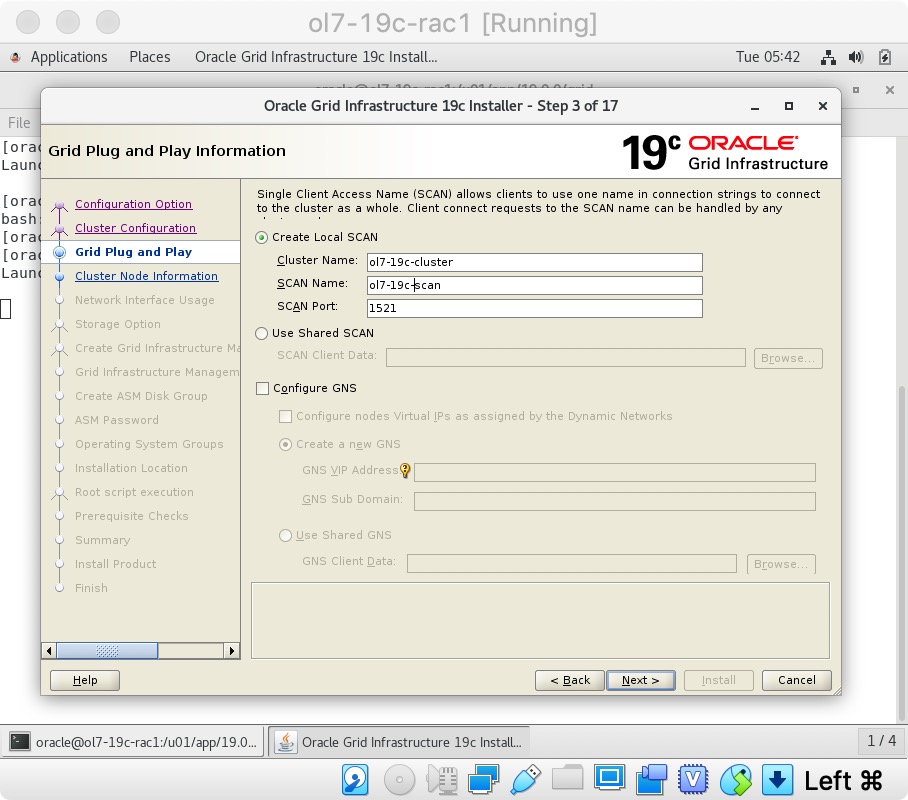 ol7-19c-rac1 [Running]
Applications Places Oracle Grid Infrastructure 19c Install... Tue 05:42
Oracle Grid Infrastructure 19c Installer - Step 3 of 17
File
[orac
Launc
[orac
bash:
[orac
[orac
Launc
Grid Plug and Play Information
19c ORACLE
Grid Infrastructure
Configuration Option
Cluster Configuration
Grid Plug and Play
Cluster Node Information
Network Interface Usage
Storage Option
Create Grid Infrastructure Ma
Grid Infrastructure Managem
Create ASM Disk Group
ASM Password
Operating System Groups
Installation Location
Root script execution
Prerequisite Checks
Summary
Install Product
Finish
Single Client Access Name (SCAN) allows clients to use one name in connection strings to connect
to the cluster as a whole. Client connect requests to the SCAN name can be handled by any
Create Local SCAN
Cluster Name: ol7-19c-cluster
SCAN Name: ol7-19c-scan
SCAN Port: 1521
Use Shared SCAN
SCAN Client Data: Browse...
Configure GNS
Configure nodes Virtual IPs as assigned by the Dynamic Networks
Create a new GNS
GNS VIP Address
GNS Sub Domain:
Use Shared GNS
GNS Client Data: Browse...
Help < Back Next > Install Cancel
oracle@ol7-19c-rac1:/u01/app/19.0... Oracle Grid Infrastructure 19c Install... 1 / 4
Left ⌘